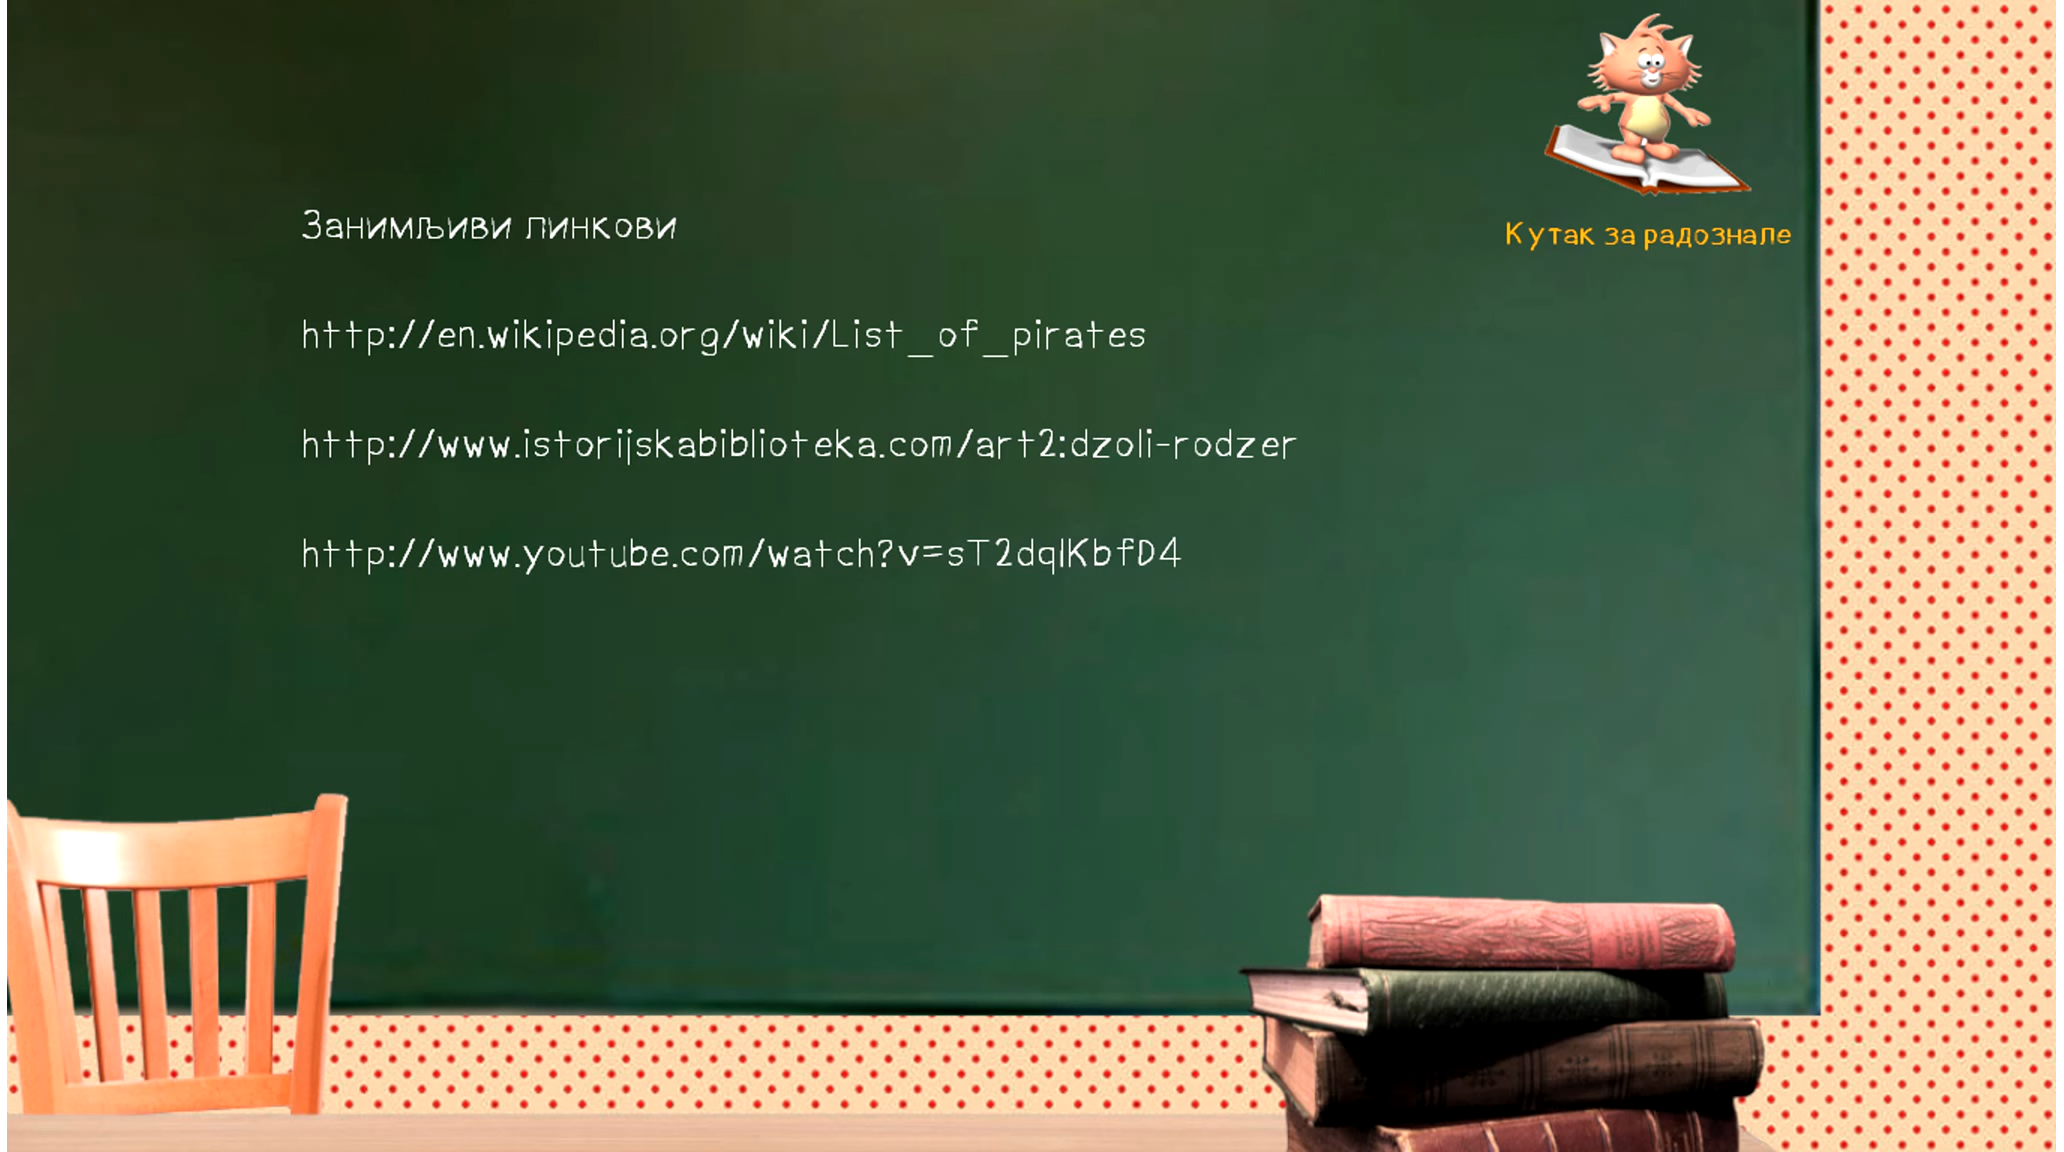 Занимљиви линкови
Кутак за радознале
http://en.wikipedia.org/wiki/List_of_pirates
http://www.istorijskabiblioteka.com/art2:dzoli-rodzer
http://www.youtube.com/watch?v=sT2dqlKbfD4